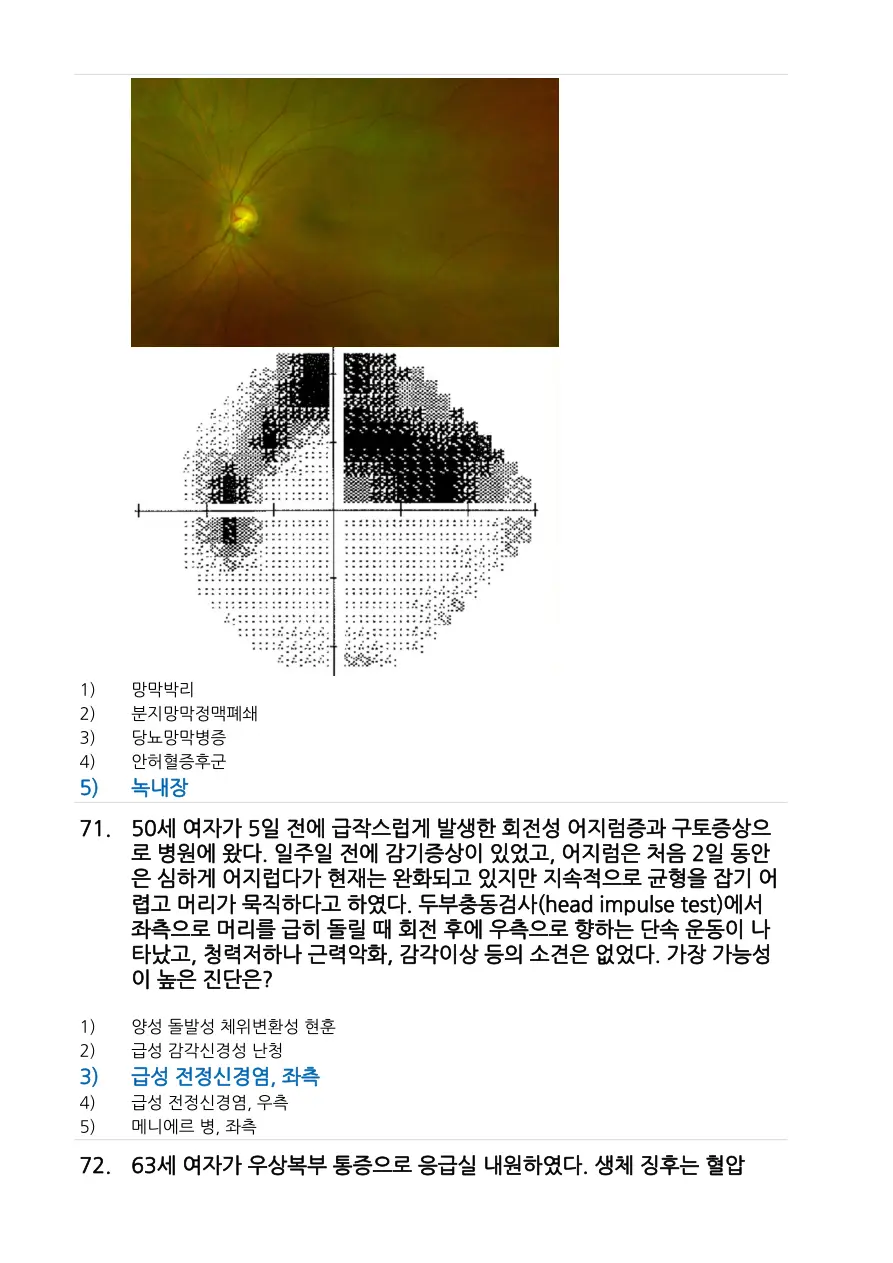 1) 망막박리
2) 분지망막정맥폐쇄
3) 당뇨망막병증
4) 안허혈증후군
5) 녹내장
71. 50세 여자가 5일 전에 급작스럽게 발생한 회전성 어지럼증과 구토증상으
로 병원에 왔다. 일주일 전에 감기증상이 있었고, 어지럼은 처음 2일 동안
은 심하게 어지럽다가 현재는 완화되고 있지만 지속적으로 균형을 잡기 어
렵고 머리가 묵직하다고 하였다. 두부충동검사(head impulse test)에서
좌측으로 머리를 급히 돌릴 때 회전 후에 우측으로 향하는 단속 운동이 나
타났고, 청력저하나 근력악화, 감각이상 등의 소견은 없었다. 가장 가능성
이 높은 진단은?
1) 양성 돌발성 체위변환성 현훈
2) 급성 감각신경성 난청
3) 급성 전정신경염, 좌측
4) 급성 전정신경염, 우측
5) 메니에르 병, 좌측
72. 63세 여자가 우상복부 통증으로 응급실 내원하였다. 생체 징후는 혈압